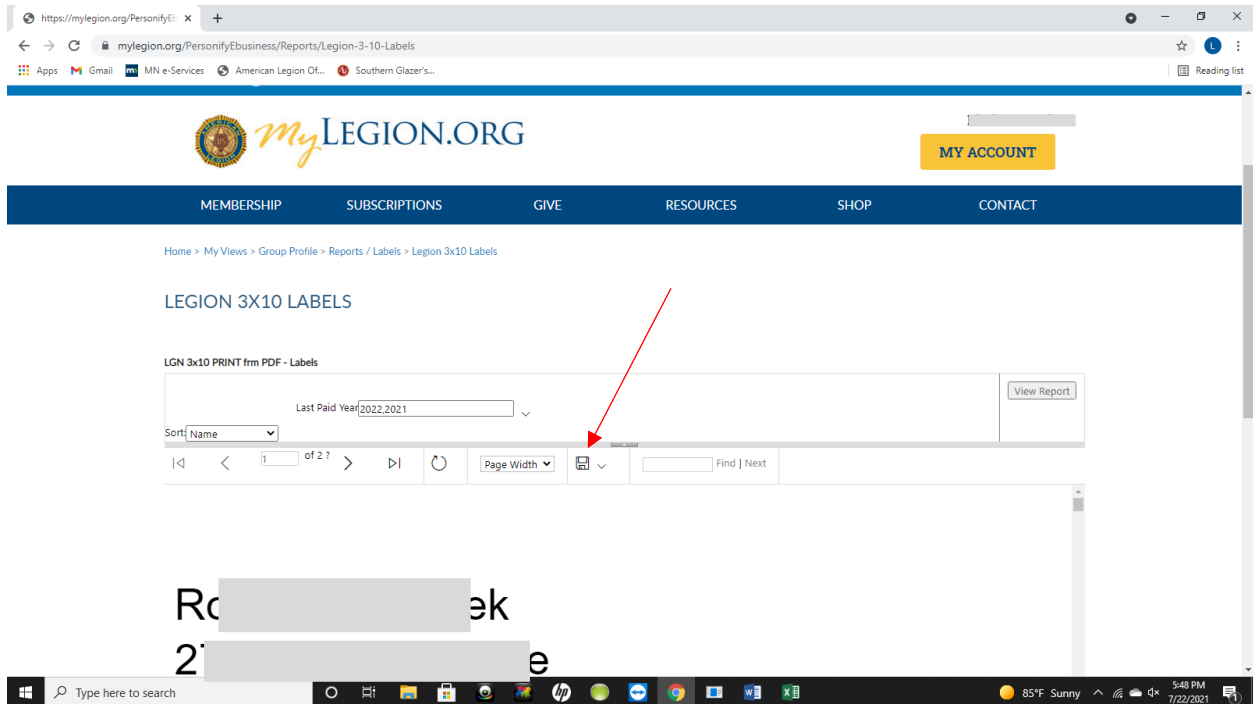 https://mylegion.org/PersonifyEb
mylegion.org/PersonifyEbusiness/Reports/Legion-3-10-Labels
L
Apps Gmail MN e-Services American Legion Of... Southern Glazer's... Reading list
My LEGION.ORG
MY ACCOUNT
MEMBERSHIP SUBSCRIPTIONS GIVE RESOURCES SHOP CONTACT
Home > My Views > Group Profile > Reports / Labels > Legion 3x10 Labels
LEGION 3X10 LABELS
LGN 3x10 PRINT frm PDF - Labels
View Report
Last Paid Year 2022,2021
Sort: Name
1 of 2 ? Page Width Find | Next
Ro ek
27 e
Type here to search
85°F Sunny
5:48 PM
7/22/2021